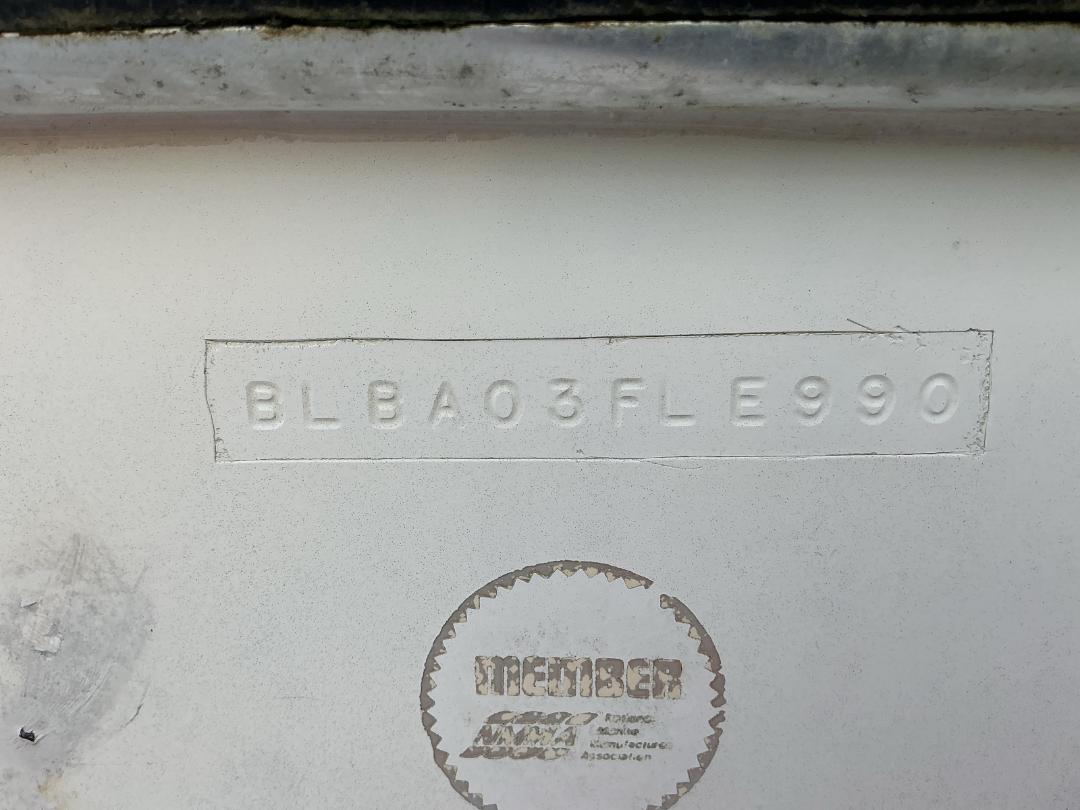 BLBA03FLE990
MEMBER
NMMA
National
Marine
Manufacturers
Association